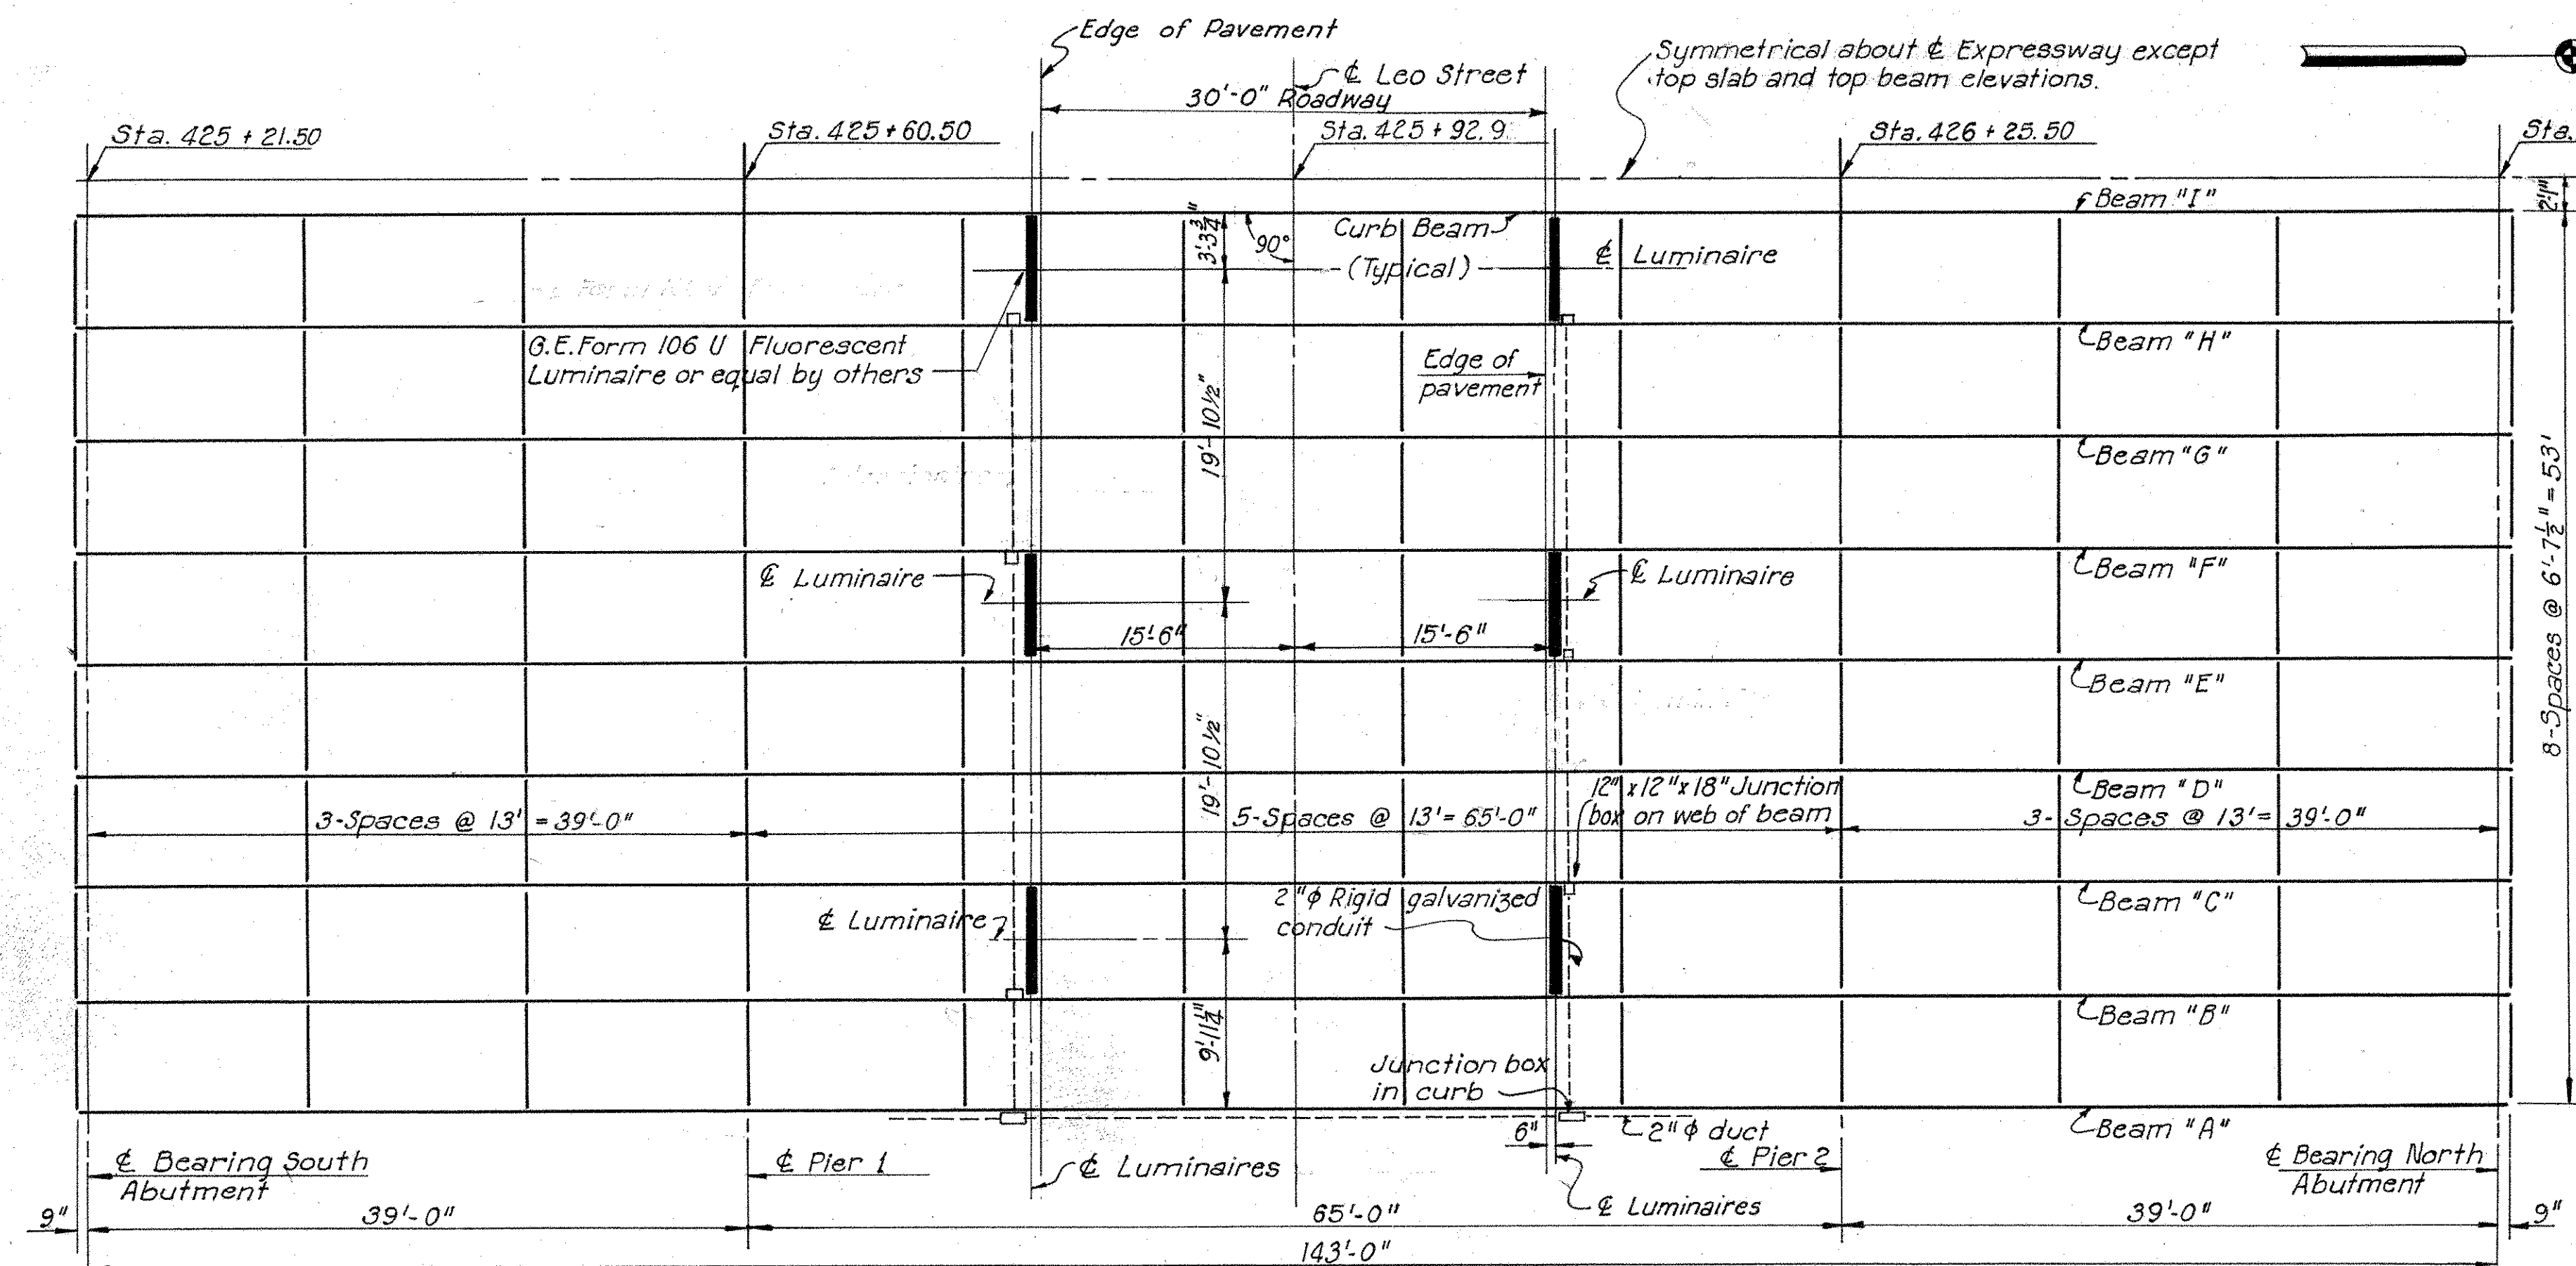 Edge of Pavement
℄ Leo Street
30'-0" Roadway
Symmetrical about ℄ Expressway except
top slab and top beam elevations.
Sta. 425 + 21.50
Sta. 425 + 60.50
Sta. 425 + 92.9
Sta. 426 + 25.50
Sta.
2'-1"
Beam "I"
3'-3¾"
90°
Curb Beam
(Typical)
℄ Luminaire
G.E. Form 106 U Fluorescent
Luminaire or equal by others
Edge of
pavement
Beam "H"
19'-10½"
Beam "G"
8-Spaces @ 6'-7½" = 53'
℄ Luminaire
℄ Luminaire
Beam "F"
15'-6"
15'-6"
Beam "E"
19'-10½"
12" x 12" x 18" Junction
box on web of beam
Beam "D"
3-Spaces @ 13' = 39'-0"
5-Spaces @ 13' = 65'-0"
3-Spaces @ 13' = 39'-0"
2"φ Rigid galvanized
conduit
℄ Luminaire
Beam "C"
9'-11¼"
Beam "B"
Junction box
in curb
6"
2"φ duct
Beam "A"
℄ Bearing South
Abutment
℄ Pier 1
℄ Luminaires
℄ Pier 2
℄ Bearing North
Abutment
℄ Luminaires
9"
39'-0"
65'-0"
39'-0"
9"
143'-0"